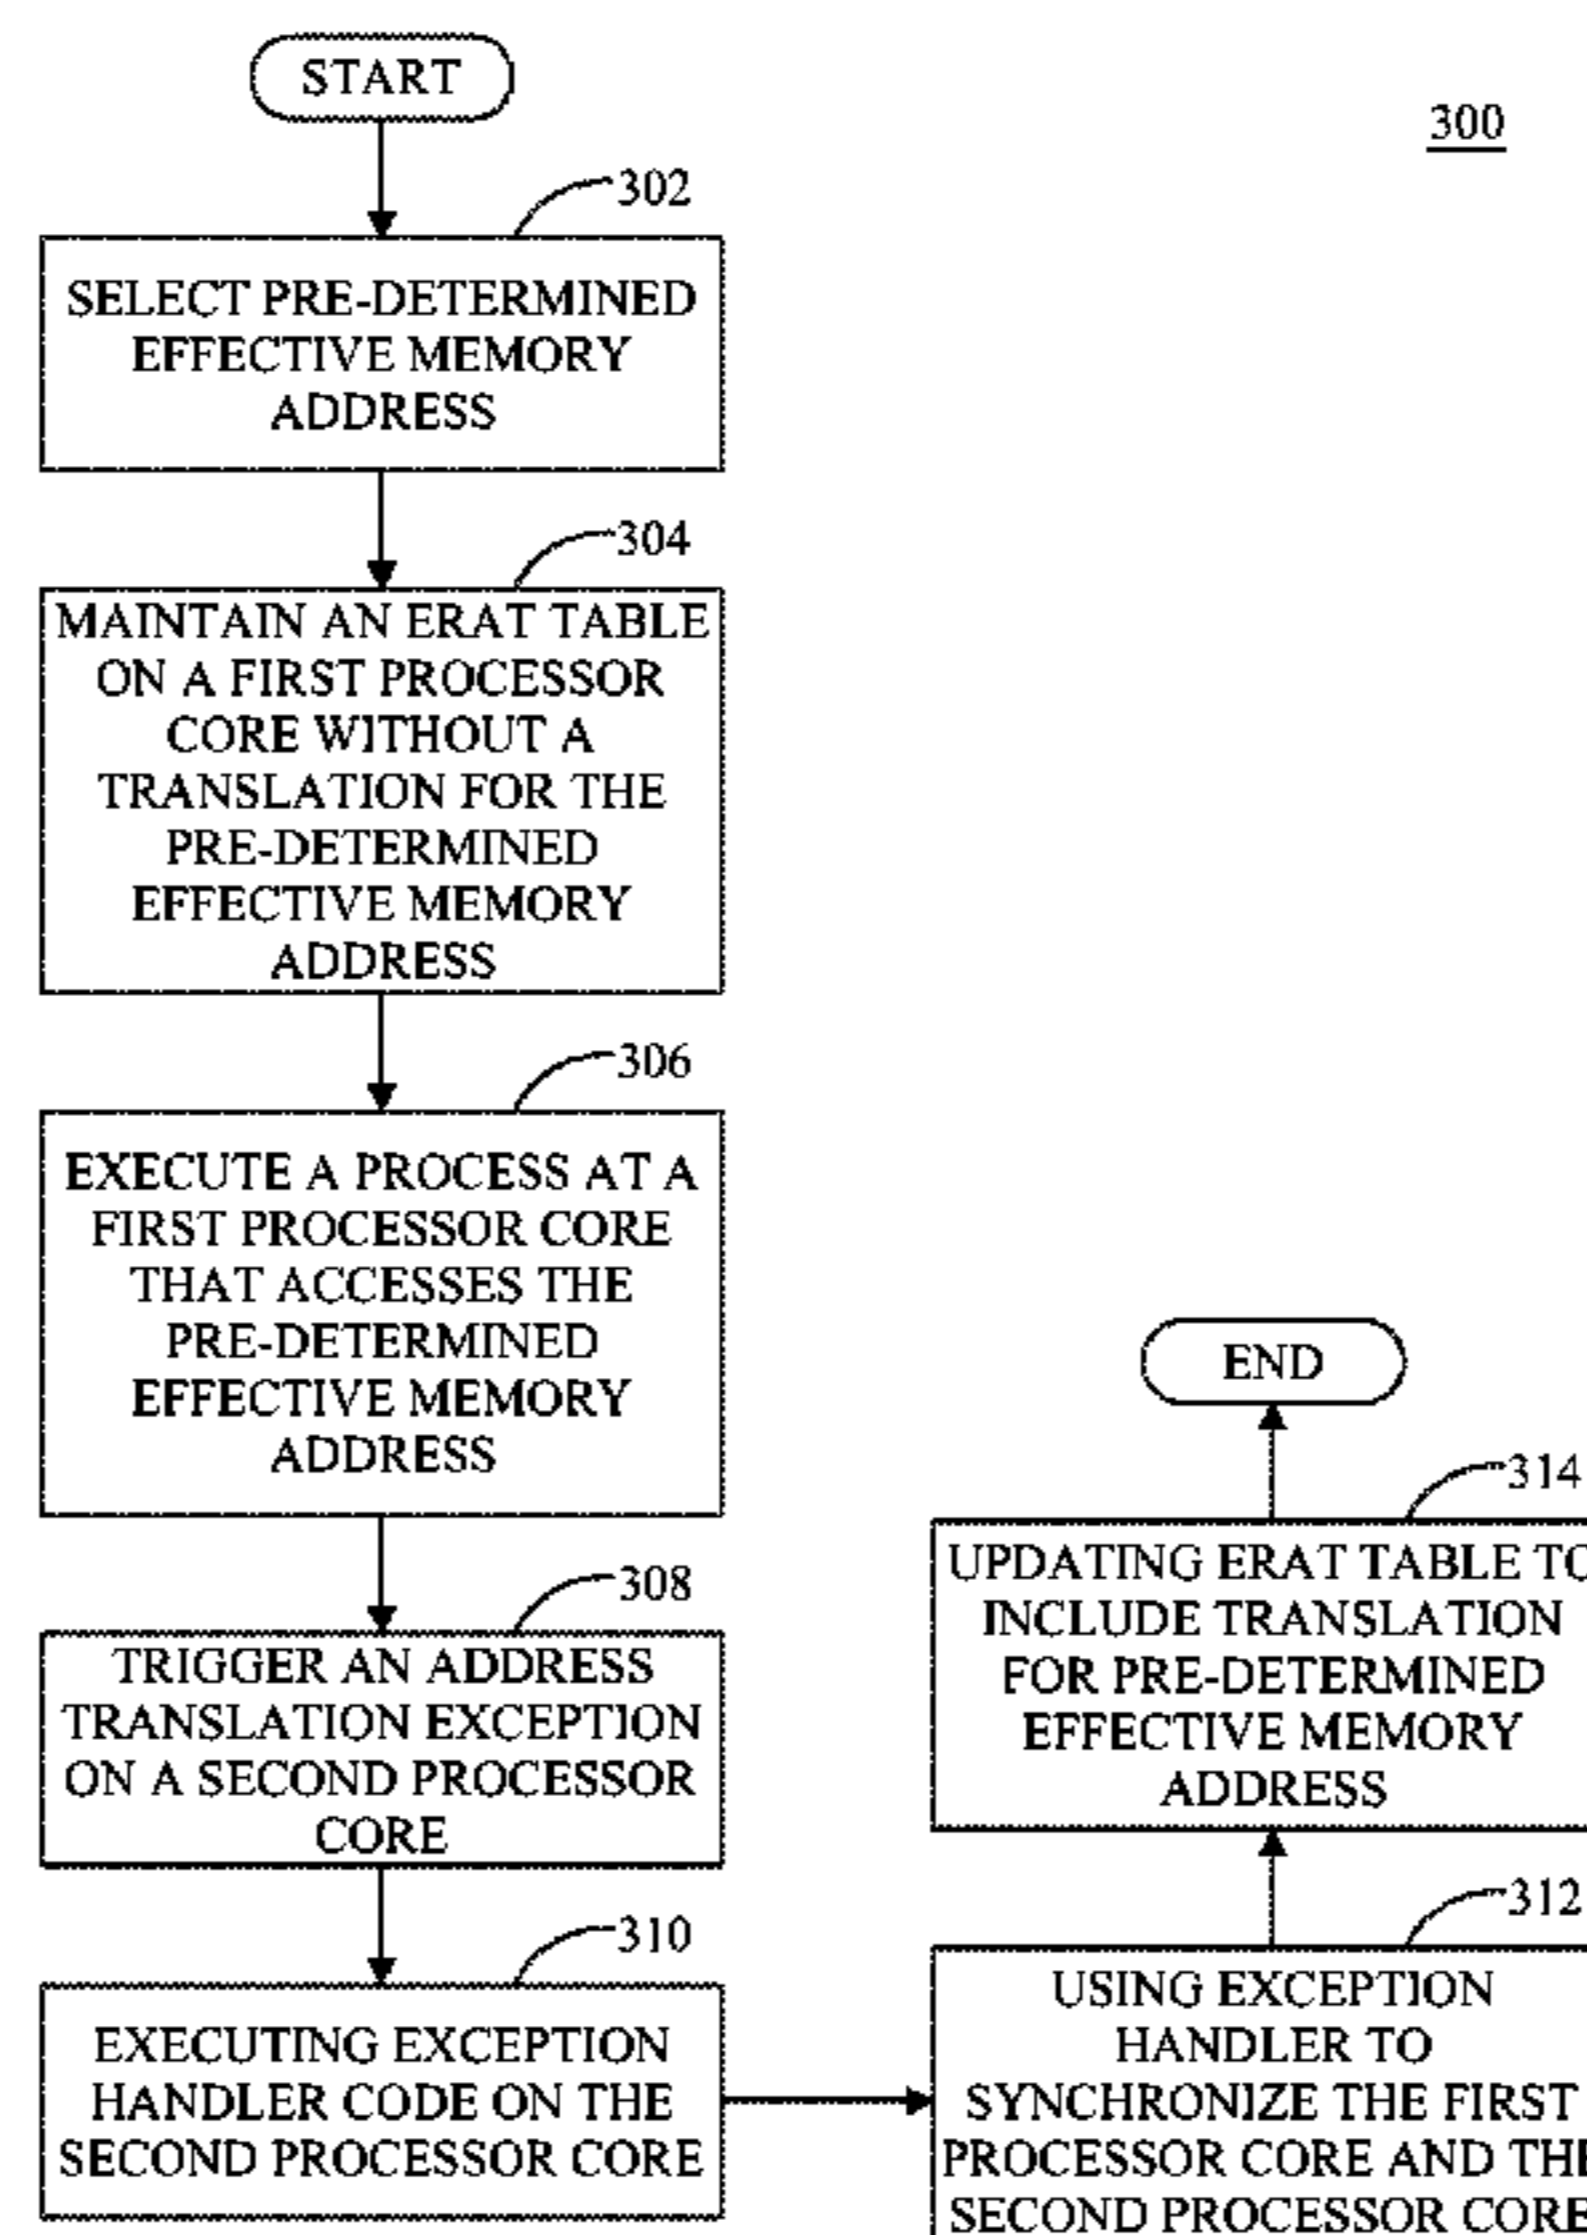 START
300
302
SELECT PRE-DETERMINED
EFFECTIVE MEMORY
ADDRESS
304
MAINTAIN AN ERAT TABLE
ON A FIRST PROCESSOR
CORE WITHOUT A
TRANSLATION FOR THE
PRE-DETERMINED
EFFECTIVE MEMORY
ADDRESS
306
EXECUTE A PROCESS AT A
FIRST PROCESSOR CORE
THAT ACCESSES THE
PRE-DETERMINED
EFFECTIVE MEMORY
ADDRESS
308
TRIGGER AN ADDRESS
TRANSLATION EXCEPTION
ON A SECOND PROCESSOR
CORE
310
EXECUTING EXCEPTION
HANDLER CODE ON THE
SECOND PROCESSOR CORE
312
USING EXCEPTION
HANDLER TO
SYNCHRONIZE THE FIRST
PROCESSOR CORE AND THE
SECOND PROCESSOR CORE
314
UPDATING ERAT TABLE TO
INCLUDE TRANSLATION
FOR PRE-DETERMINED
EFFECTIVE MEMORY
ADDRESS
END